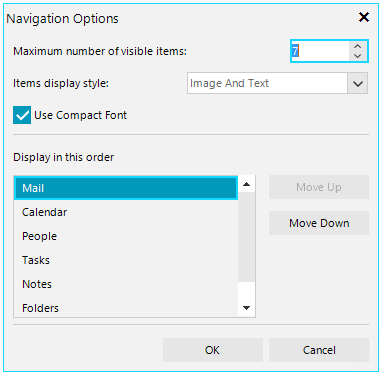 Navigation Options
Maximum number of visible items: 7
Items display style: Image And Text
Use Compact Font
Display in this order
Mail
Move Up
Calendar
Move Down
People
Tasks
Notes
Folders
OK Cancel